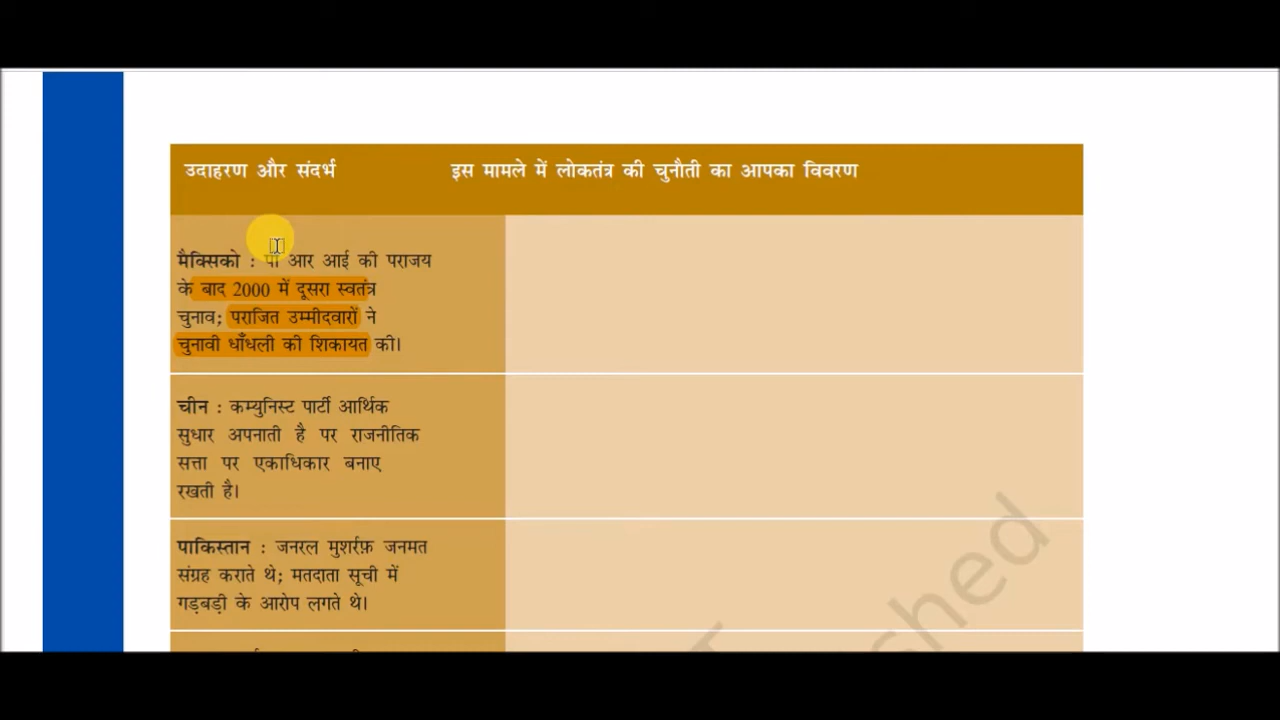 उदाहरण और संदर्भ इस मामले में लोकतंत्र की चुनौती का आपका विवरण
मैक्सिको : पी आर आई की पराजय
के बाद 2000 में दूसरा स्वतंत्र
चुनाव; पराजित उम्मीदवारों ने
चुनावी धाँधली की शिकायत की।
चीन : कम्युनिस्ट पार्टी आर्थिक
सुधार अपनाती है पर राजनीतिक
सत्ता पर एकाधिकार बनाए
रखती है।
पाकिस्तान : जनरल मुशर्रफ़ जनमत
संग्रह कराते थे; मतदाता सूची में
गड़बड़ी के आरोप लगते थे।